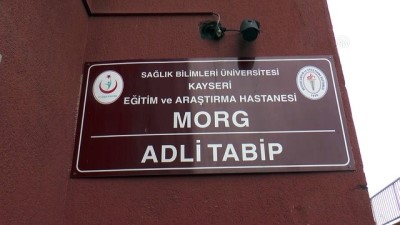 SAĞLIK BİLİMLERİ ÜNİVERSİTESİ
KAYSERİ
EĞİTİM ve ARAŞTIRMA HASTANESİ
MORG
ADLİ TABİP